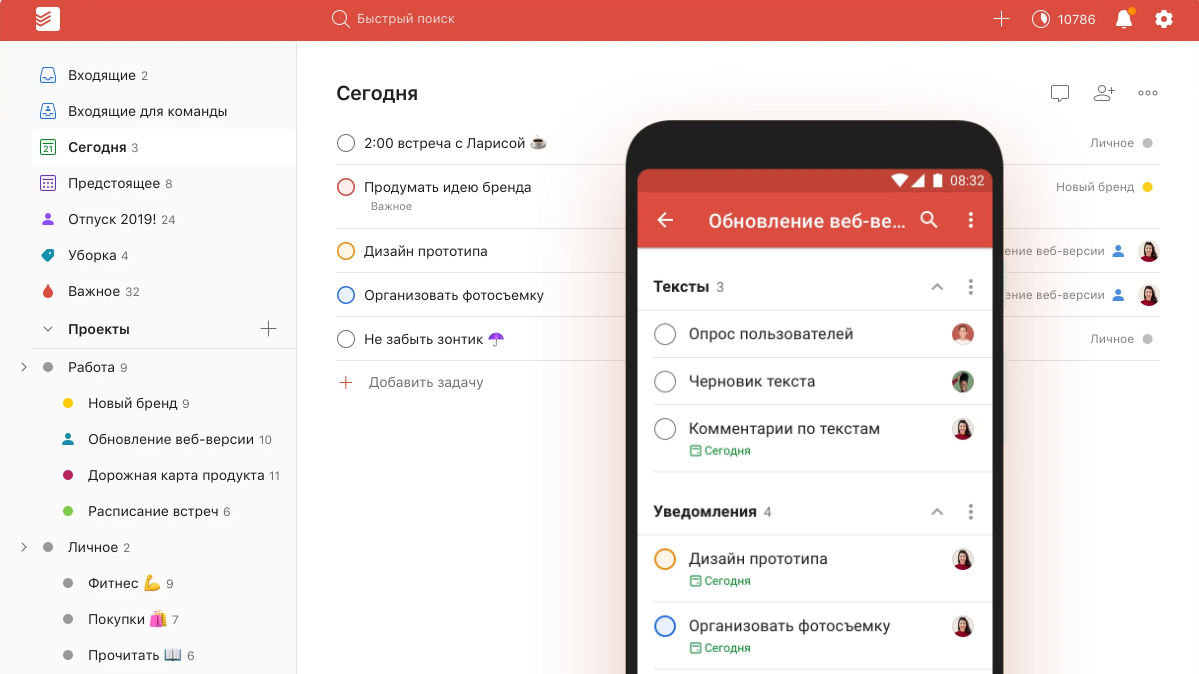 Быстрый поиск
10786
Входящие 2
Входящие для команды
21 Сегодня 3
Предстоящее 8
Отпуск 2019! 24
Уборка 4
Важное 32
Проекты
Работа 9
Новый бренд 9
Обновление веб-версии 10
Дорожная карта продукта 11
Расписание встреч 6
Личное 2
Фитнес 💪 9
Покупки 🛍️ 7
Прочитать 📖 6
Сегодня
2:00 встреча с Ларисой ☕
Личное
Продумать идею бренда
Важное
Новый бренд
Дизайн прототипа
ение веб-версии
Организовать фотосъемку
ение веб-версии
Не забыть зонтик ☂️
Личное
Добавить задачу
08:32
Обновление веб-ве...
Тексты 3
Опрос пользователей
Черновик текста
Комментарии по текстам
Сегодня
Уведомления 4
Дизайн прототипа
Сегодня
Организовать фотосъемку
Сегодня